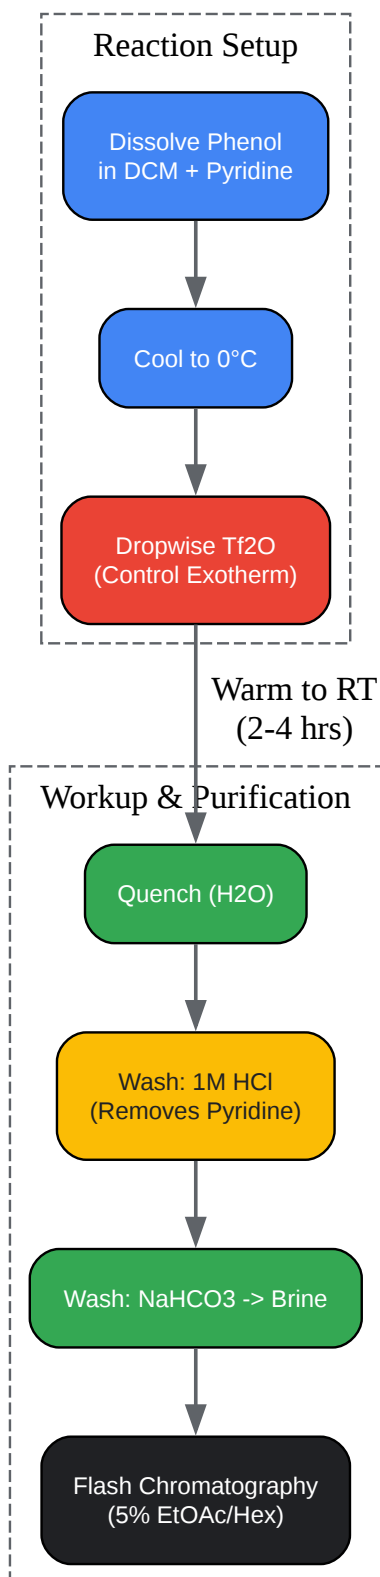 Reaction Setup
Dissolve Phenol
in DCM + Pyridine
Cool to 0°C
Dropwise Tf2O
(Control Exotherm)
Warm to RT
(2-4 hrs)
Workup & Purification
Quench (H2O)
Wash: 1M HCl
(Removes Pyridine)
Wash: NaHCO3 -> Brine
Flash Chromatography
(5% EtOAc/Hex)